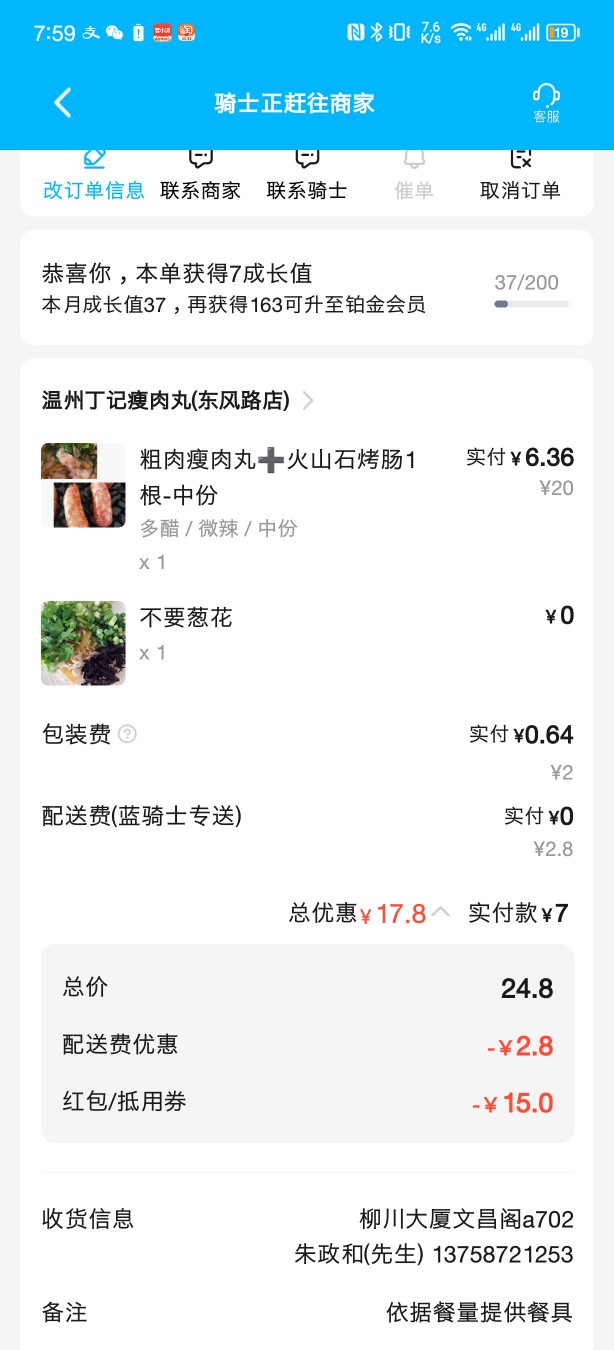 7:59
7.6
K/s
4G
4G
19
骑士正赶往商家
客服
改订单信息
联系商家
联系骑士
催单
取消订单
恭喜你，本单获得7成长值
37/200
本月成长值37，再获得163可升至铂金会员
温州丁记瘦肉丸(东风路店)
粗肉瘦肉丸➕火山石烤肠1
根-中份
实付 ¥6.36
¥20
多醋 / 微辣 / 中份
x 1
不要葱花
¥0
x 1
包装费
实付 ¥0.64
¥2
配送费(蓝骑士专送)
实付 ¥0
¥2.8
总优惠¥17.8 实付款¥7
总价 24.8
配送费优惠 -¥2.8
红包/抵用券 -¥15.0
收货信息 柳川大厦文昌阁a702
朱政和(先生) 13758721253
备注 依据餐量提供餐具